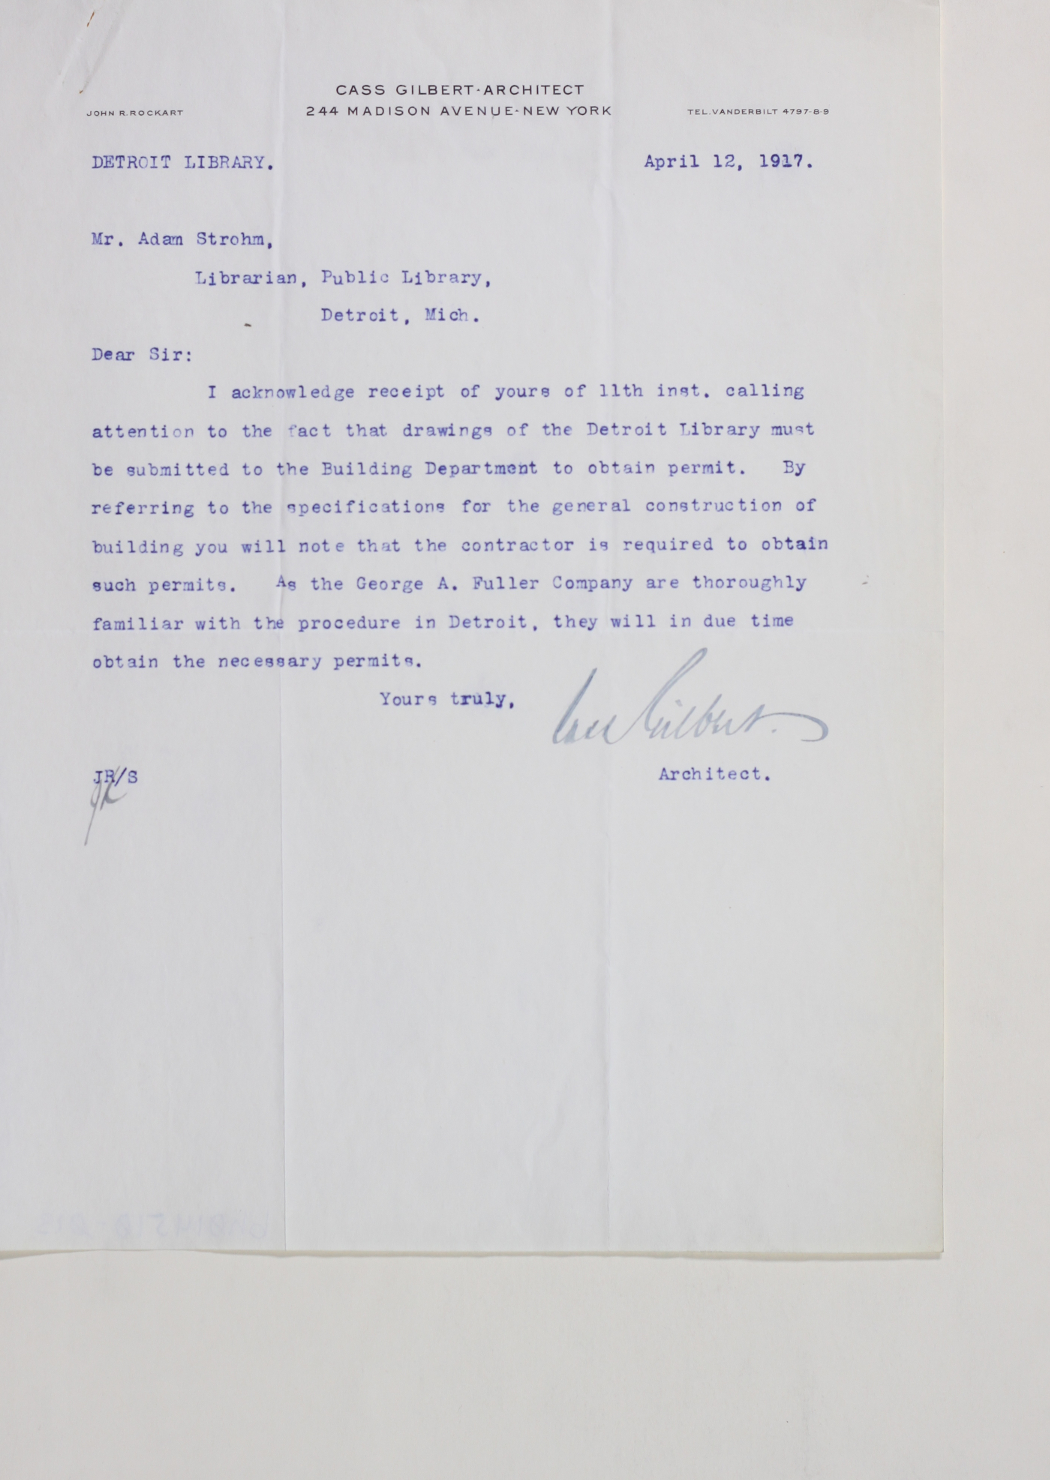 CASS GILBERT-ARCHITECT
JOHN R. ROCKART 244 MADISON AVENUE-NEW YORK TEL. VANDERBILT 4797-8-9
DETROIT LIBRARY. April 12, 1917.
Mr. Adam Strohm,
Librarian, Public Library,
Detroit, Mich.
Dear Sir:
I acknowledge receipt of yours of 11th inst. calling
attention to the fact that drawings of the Detroit Library must
be submitted to the Building Department to obtain permit. By
referring to the specifications for the general construction of
building you will note that the contractor is required to obtain
such permits. As the George A. Fuller Company are thoroughly
familiar with the procedure in Detroit, they will in due time
obtain the necessary permits.
Yours truly,
Cass Gilbert.
JR/S Architect.